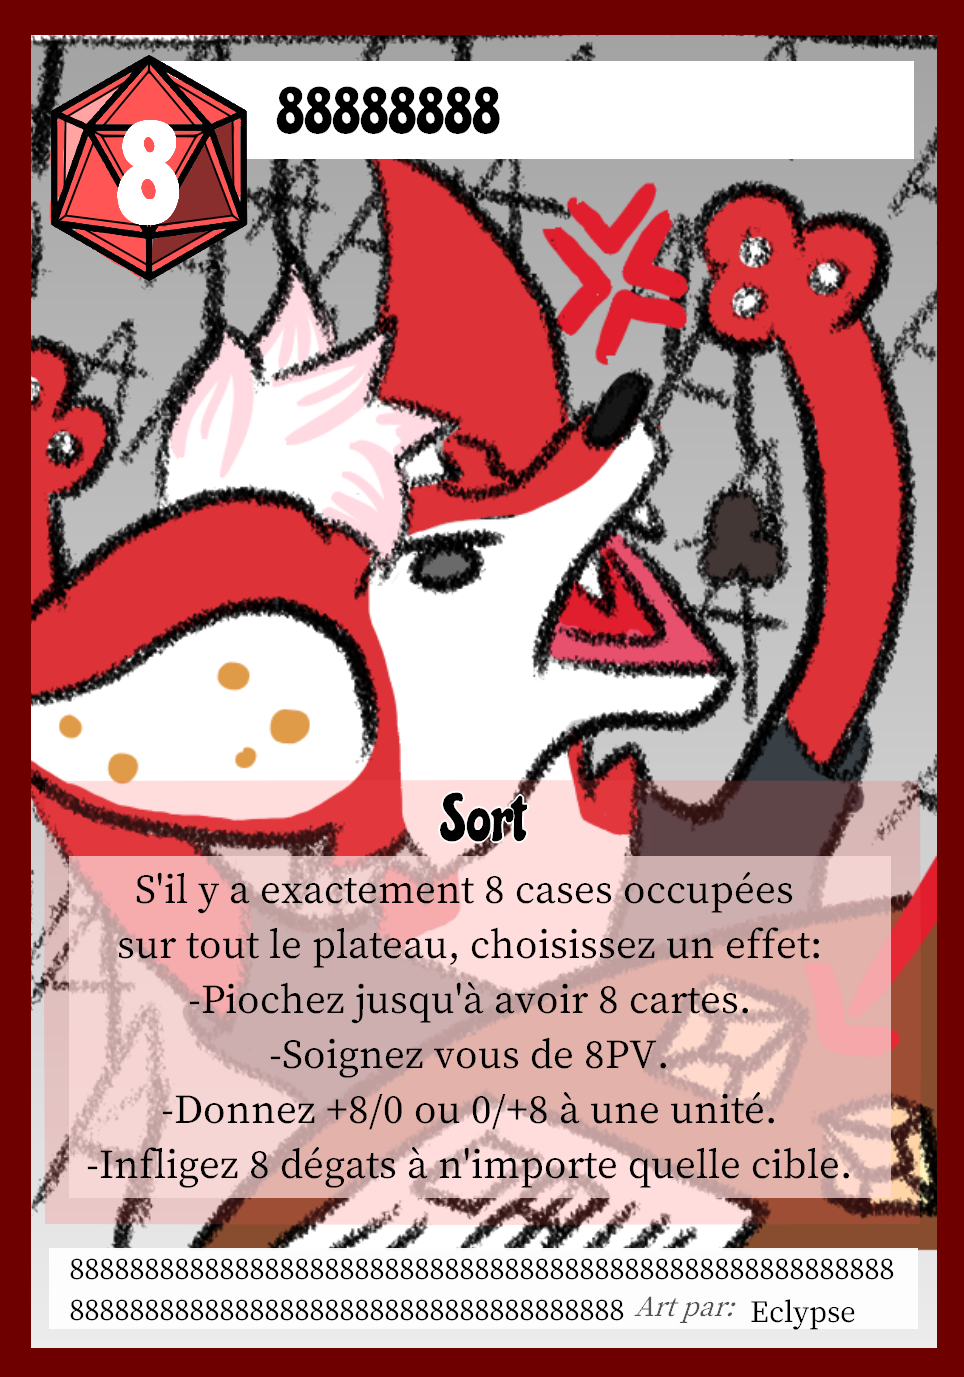 8
88888888
Sort
S'il y a exactement 8 cases occupées
sur tout le plateau, choisissez un effet:
-Piochez jusqu'à avoir 8 cartes.
-Soignez vous de 8PV.
-Donnez +8/0 ou 0/+8 à une unité.
-Infligez 8 dégats à n'importe quelle cible.
8888888888888888888888888888888888888888888888888888888
8888888888888888888888888888888888888 Art par: Eclypse